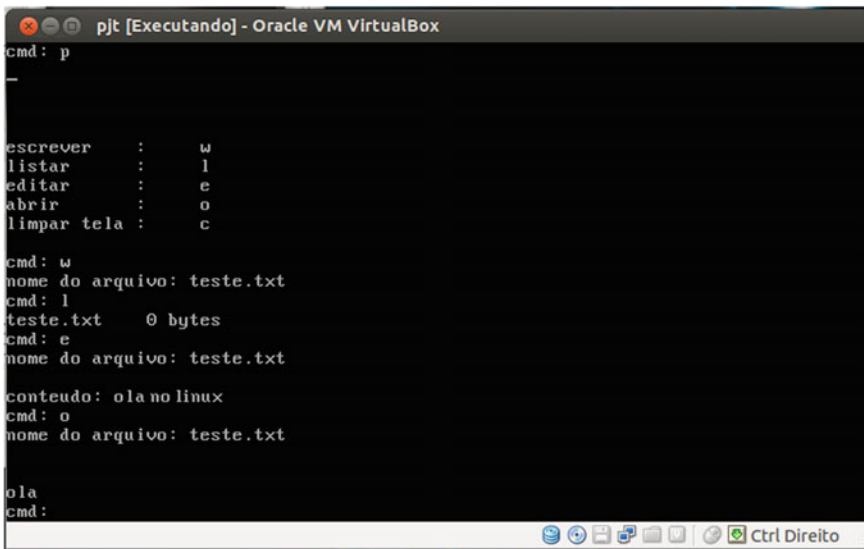 pjt [Executando] - Oracle VM VirtualBox
cmd: p
_
escrever : w
listar : l
editar : e
abrir : o
limpar tela : c
cmd: w
nome do arquivo: teste.txt
cmd: l
teste.txt 0 bytes
cmd: e
nome do arquivo: teste.txt
conteudo: ola no linux
cmd: o
nome do arquivo: teste.txt
ola
cmd:
Ctrl Direito